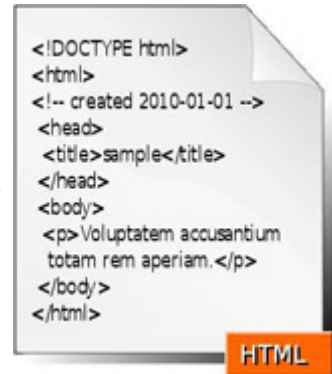 <!DOCTYPE html>
<html>
<!-- created 2010-01-01 -->
<head>
<title>sample</title>
</head>
<body>
<p>Voluptatem accusantium
totam rem aperiam.</p>
</body>
</html>
HTML